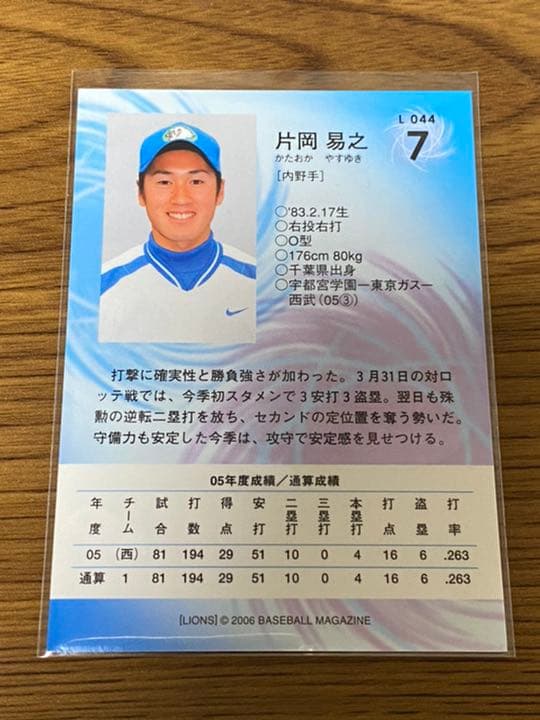 L 044
7
片岡 易之
かたおか やすゆき
[内野手]
○'83.2.17生
○右投右打
○O型
○176cm 80kg
○千葉県出身
○宇都宮学園ー東京ガスー
西武(05③)
打撃に確実性と勝負強さが加わった。3月31日の対ロ
ッテ戦では、今季初スタメンで3安打3盗塁。翌日も殊
勲の逆転二塁打を放ち、セカンドの定位置を奪う勢いだ。
守備力も安定した今季は、攻守で安定感を見せつける。
05年度成績/通算成績
年度 チーム 試合 打数 得点 安打 二塁打 三塁打 本塁打 打点 盗塁 打率
05 (西) 81 194 29 51 10 0 4 16 6 .263
通算 1 81 194 29 51 10 0 4 16 6 .263
[LIONS] © 2006 BASEBALL MAGAZINE